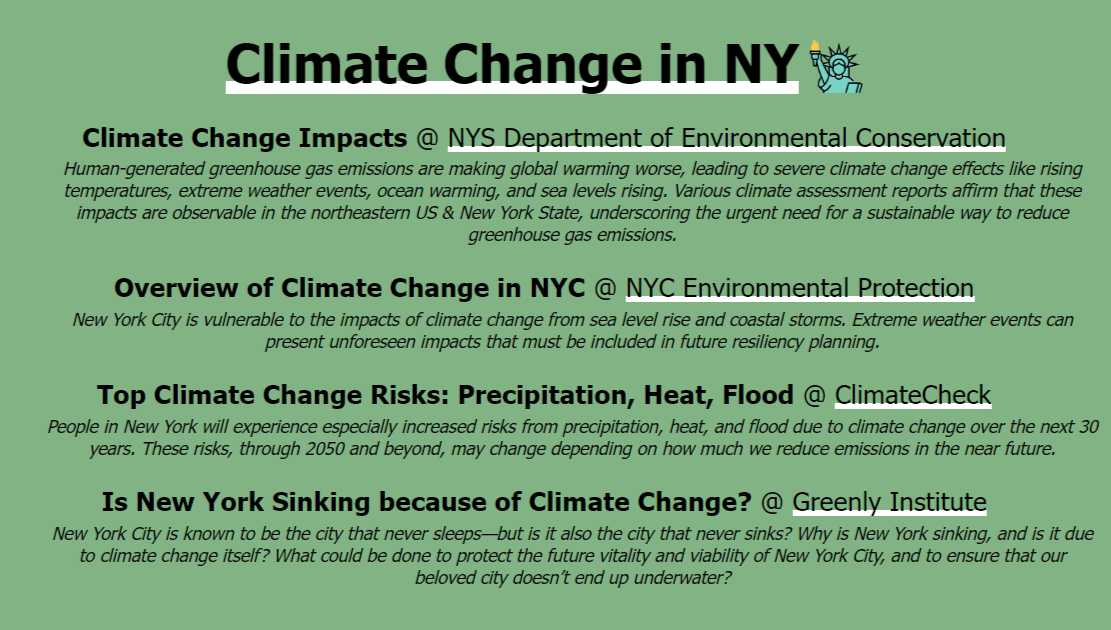 Climate Change in NY
Climate Change Impacts @ NYS Department of Environmental Conservation
Human-generated greenhouse gas emissions are making global warming worse, leading to severe climate change effects like rising
temperatures, extreme weather events, ocean warming, and sea levels rising. Various climate assessment reports affirm that these
impacts are observable in the northeastern US & New York State, underscoring the urgent need for a sustainable way to reduce
greenhouse gas emissions.
Overview of Climate Change in NYC @ NYC Environmental Protection
New York City is vulnerable to the impacts of climate change from sea level rise and coastal storms. Extreme weather events can
present unforeseen impacts that must be included in future resiliency planning.
Top Climate Change Risks: Precipitation, Heat, Flood @ ClimateCheck
People in New York will experience especially increased risks from precipitation, heat, and flood due to climate change over the next 30
years. These risks, through 2050 and beyond, may change depending on how much we reduce emissions in the near future.
Is New York Sinking because of Climate Change? @ Greenly Institute
New York City is known to be the city that never sleeps—but is it also the city that never sinks? Why is New York sinking, and is it due
to climate change itself? What could be done to protect the future vitality and viability of New York City, and to ensure that our
beloved city doesn’t end up underwater?